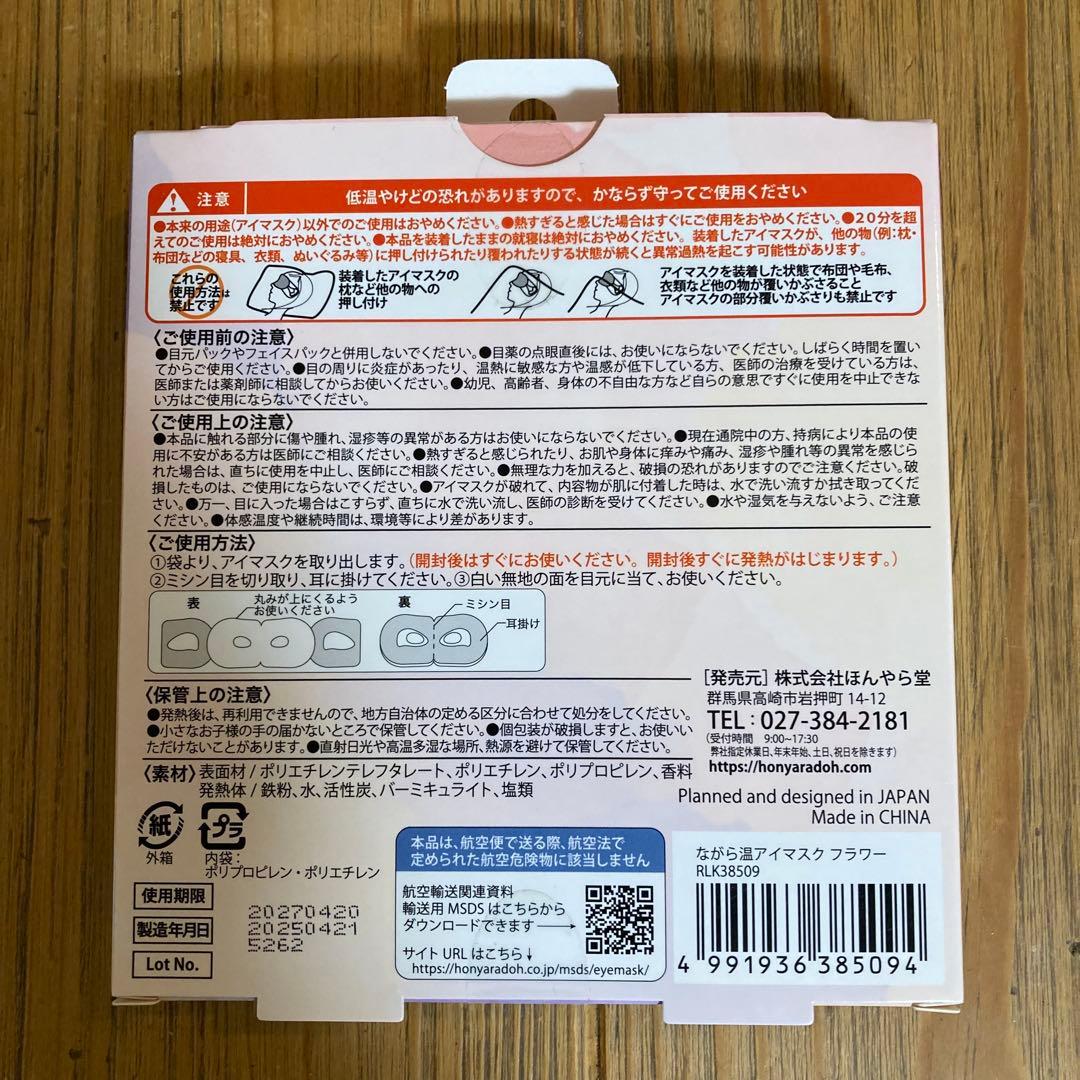 注意 低温やけどの恐れがありますので、かならず守ってご使用ください
●本来の用途(アイマスク)以外でのご使用はおやめください。●熱すぎると感じた場合はすぐにご使用をおやめください。●20分を超
えてのご使用は絶対におやめください。●本品を装着したままの就寝は絶対におやめください。装着したアイマスクが、他の物(例:枕・
布団などの寝具、衣類、ぬいぐるみ等)に押し付けられたり覆われたりする状態が続くと異常過熱を起こす可能性があります。
これらの
使用方法は
禁止です
装着したアイマスクの
枕など他の物への
押し付け
アイマスクを装着した状態で布団や毛布、
衣類など他の物が覆いかぶさること
アイマスクの部分覆いかぶさりも禁止です
〈ご使用前の注意〉
●目元パックやフェイスパックと併用しないでください。●目薬の点眼直後には、お使いにならないでください。しばらく時間を置い
てからご使用ください。●目の周りに炎症があったり、温熱に敏感な方や温感が低下している方、医師の治療を受けている方は、
医師または薬剤師に相談してからお使いください。●幼児、高齢者、身体の不自由な方など自らの意思ですぐに使用を中止できな
い方はご使用にならないでください。
〈ご使用上の注意〉
●本品に触れる部分に傷や腫れ、湿疹等の異常がある方はお使いにならないでください。●現在通院中の方、持病により本品の使
用に不安がある方は医師にご相談ください。●熱すぎると感じられたり、お肌や身体に痒みや痛み、湿疹や腫れ等の異常を感じら
れた場合は、直ちに使用を中止し、医師にご相談ください。●無理な力を加えると、破損の恐れがありますのでご注意ください。破
損したものは、ご使用にならないでください。●アイマスクが破れて、内容物が肌に付着した時は、水で洗い流すか拭き取ってくだ
さい。●万一、目に入った場合はこすらず、直ちに水で洗い流し、医師の診断を受けてください。●水や湿気を与えないよう、ご注意
ください。●体感温度や継続時間は、環境等により差があります。
〈ご使用方法〉
①袋より、アイマスクを取り出します。(開封後はすぐにお使いください。開封後すぐに発熱がはじまります。)
②ミシン目を切り取り、耳に掛けてください。③白い無地の面を目元に当て、お使いください。
表
丸みが上にくるよう
お使いください
裏
ミシン目
耳掛け
〈保管上の注意〉
●発熱後は、再利用できませんので、地方自治体の定める区分に合わせて処分をしてください。
●小さなお子様の手の届かないところで保管してください。●個包装が破損しますと、お使いい
ただけないことがあります。●直射日光や高温多湿な場所、熱源を避けて保管してください。
〈素材〉表面材/ポリエチレンテレフタレート、ポリエチレン、ポリプロピレン、香料
発熱体/鉄粉、水、活性炭、バーミキュライト、塩類
[発売元] 株式会社ほんやら堂
群馬県高崎市岩押町 14-12
TEL:027-384-2181
(受付時間 9:00~17:30
弊社指定休業日、年末年始、土日、祝日を除きます)
https://honyaradoh.com
Planned and designed in JAPAN
Made in CHINA
紙
外箱
プラ
内袋:
ポリプロピレン・ポリエチレン
使用期限 20270420
製造年月日 20250421
Lot No. 5262
本品は、航空便で送る際、航空法で
定められた航空危険物に該当しません
航空輸送関連資料
輸送用 MSDS はこちらから
ダウンロードできます
サイト URL はこちら↓
https://honyaradoh.co.jp/msds/eyemask/
ながら温アイマスク フラワー
RLK38509
4 991936 385094